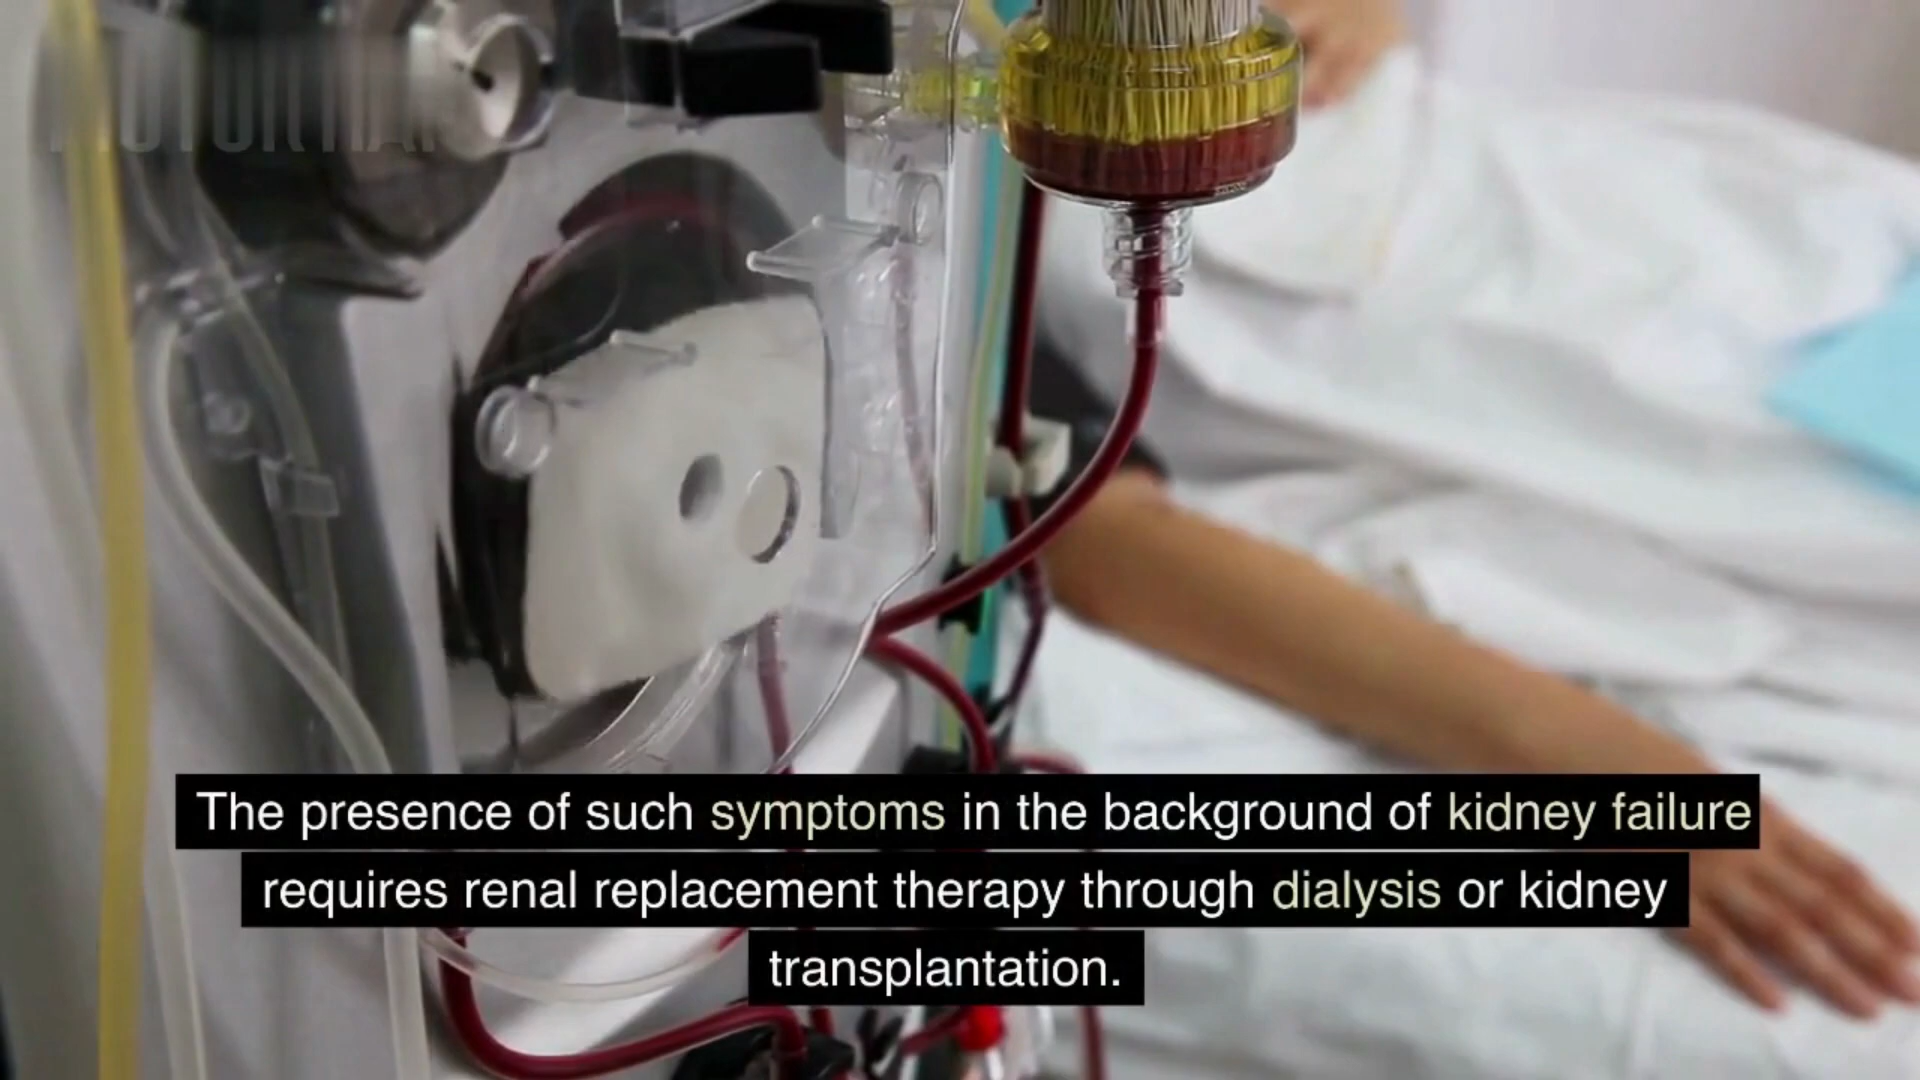 The presence of such symptoms in the background of kidney failure
requires renal replacement therapy through dialysis or kidney
transplantation.